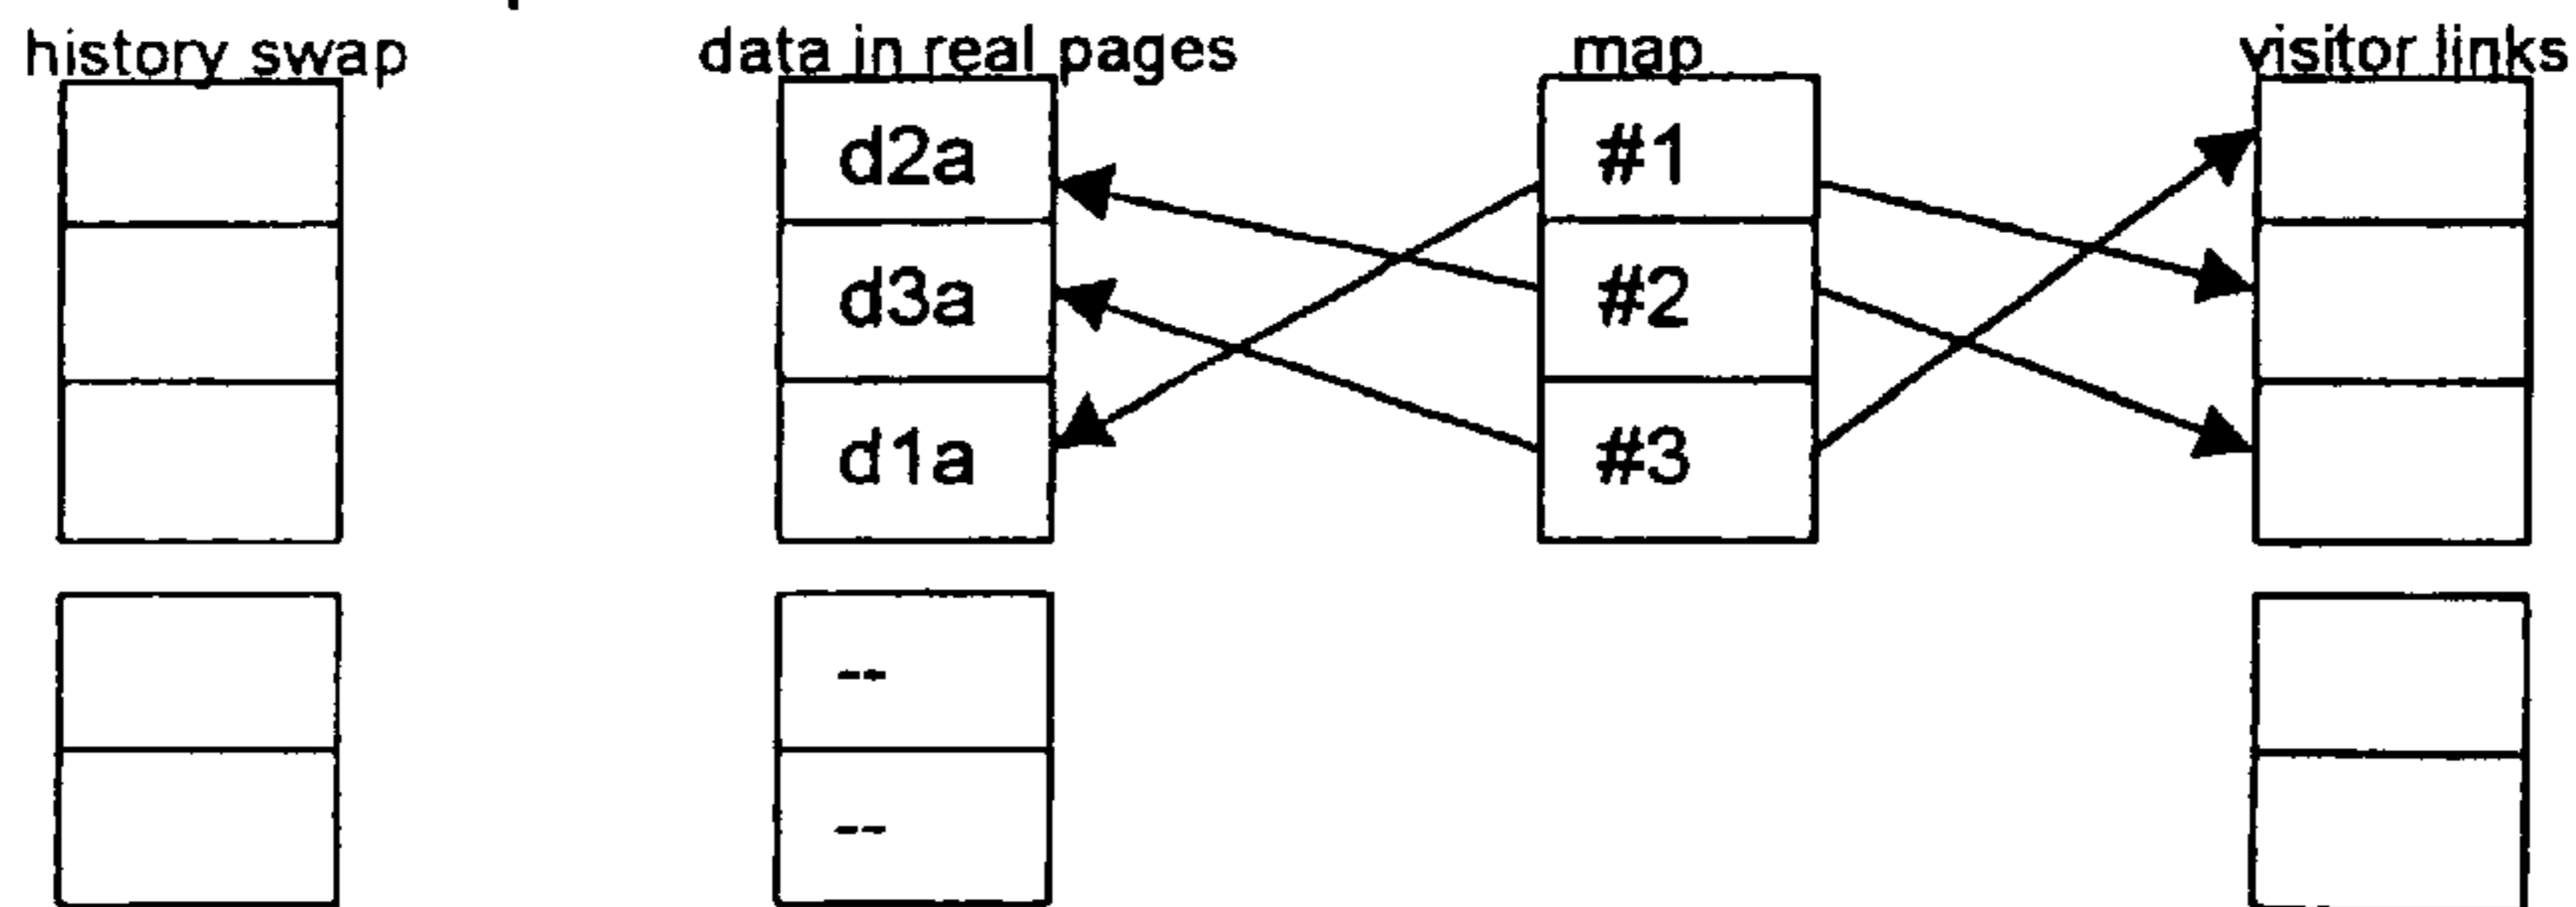 history swap data in real pages map visitor links
d2a #1
d3a #2
d1a #3
--
--